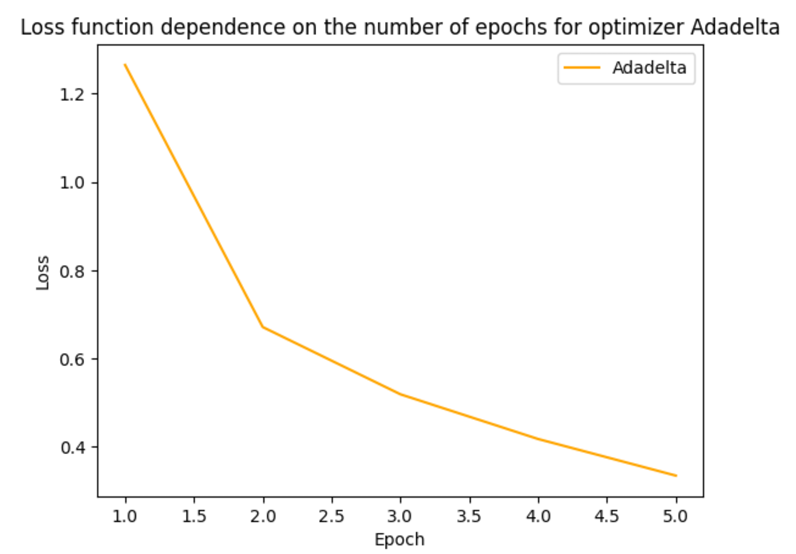 Loss function dependence on the number of epochs for optimizer Adadelta
Adadelta
1.2
1.0
0.8
0.6
0.4
Loss
1.0 1.5 2.0 2.5 3.0 3.5 4.0 4.5 5.0
Epoch